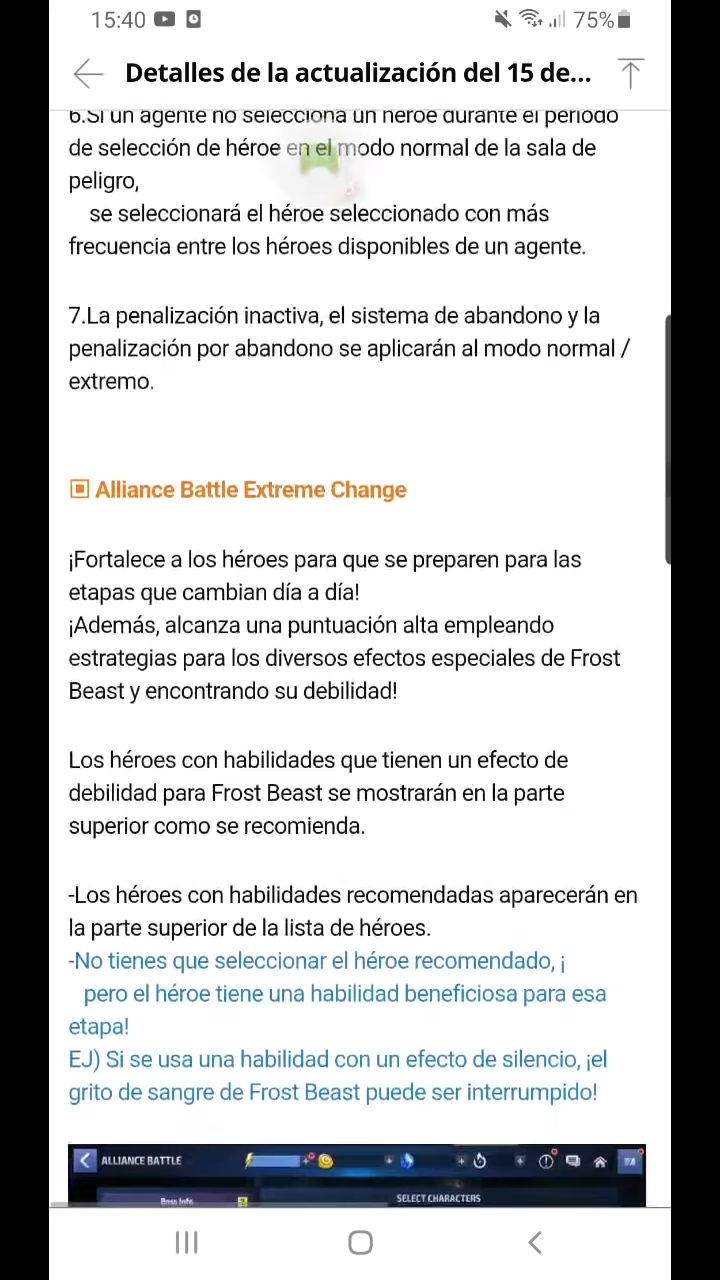 15:40
75%
Detalles de la actualización del 15 de...
6.Si un agente no selecciona un héroe durante el período
de selección de héroe en el modo normal de la sala de
peligro,
se seleccionará el héroe seleccionado con más
frecuencia entre los héroes disponibles de un agente.
7.La penalización inactiva, el sistema de abandono y la
penalización por abandono se aplicarán al modo normal /
extremo.
Alliance Battle Extreme Change
¡Fortalece a los héroes para que se preparen para las
etapas que cambian día a día!
¡Además, alcanza una puntuación alta empleando
estrategias para los diversos efectos especiales de Frost
Beast y encontrando su debilidad!
Los héroes con habilidades que tienen un efecto de
debilidad para Frost Beast se mostrarán en la parte
superior como se recomienda.
-Los héroes con habilidades recomendadas aparecerán en
la parte superior de la lista de héroes.
-No tienes que seleccionar el héroe recomendado, ¡
pero el héroe tiene una habilidad beneficiosa para esa
etapa!
EJ) Si se usa una habilidad con un efecto de silencio, ¡el
grito de sangre de Frost Beast puede ser interrumpido!
ALLIANCE BATTLE
Boss Info.
SELECT CHARACTERS